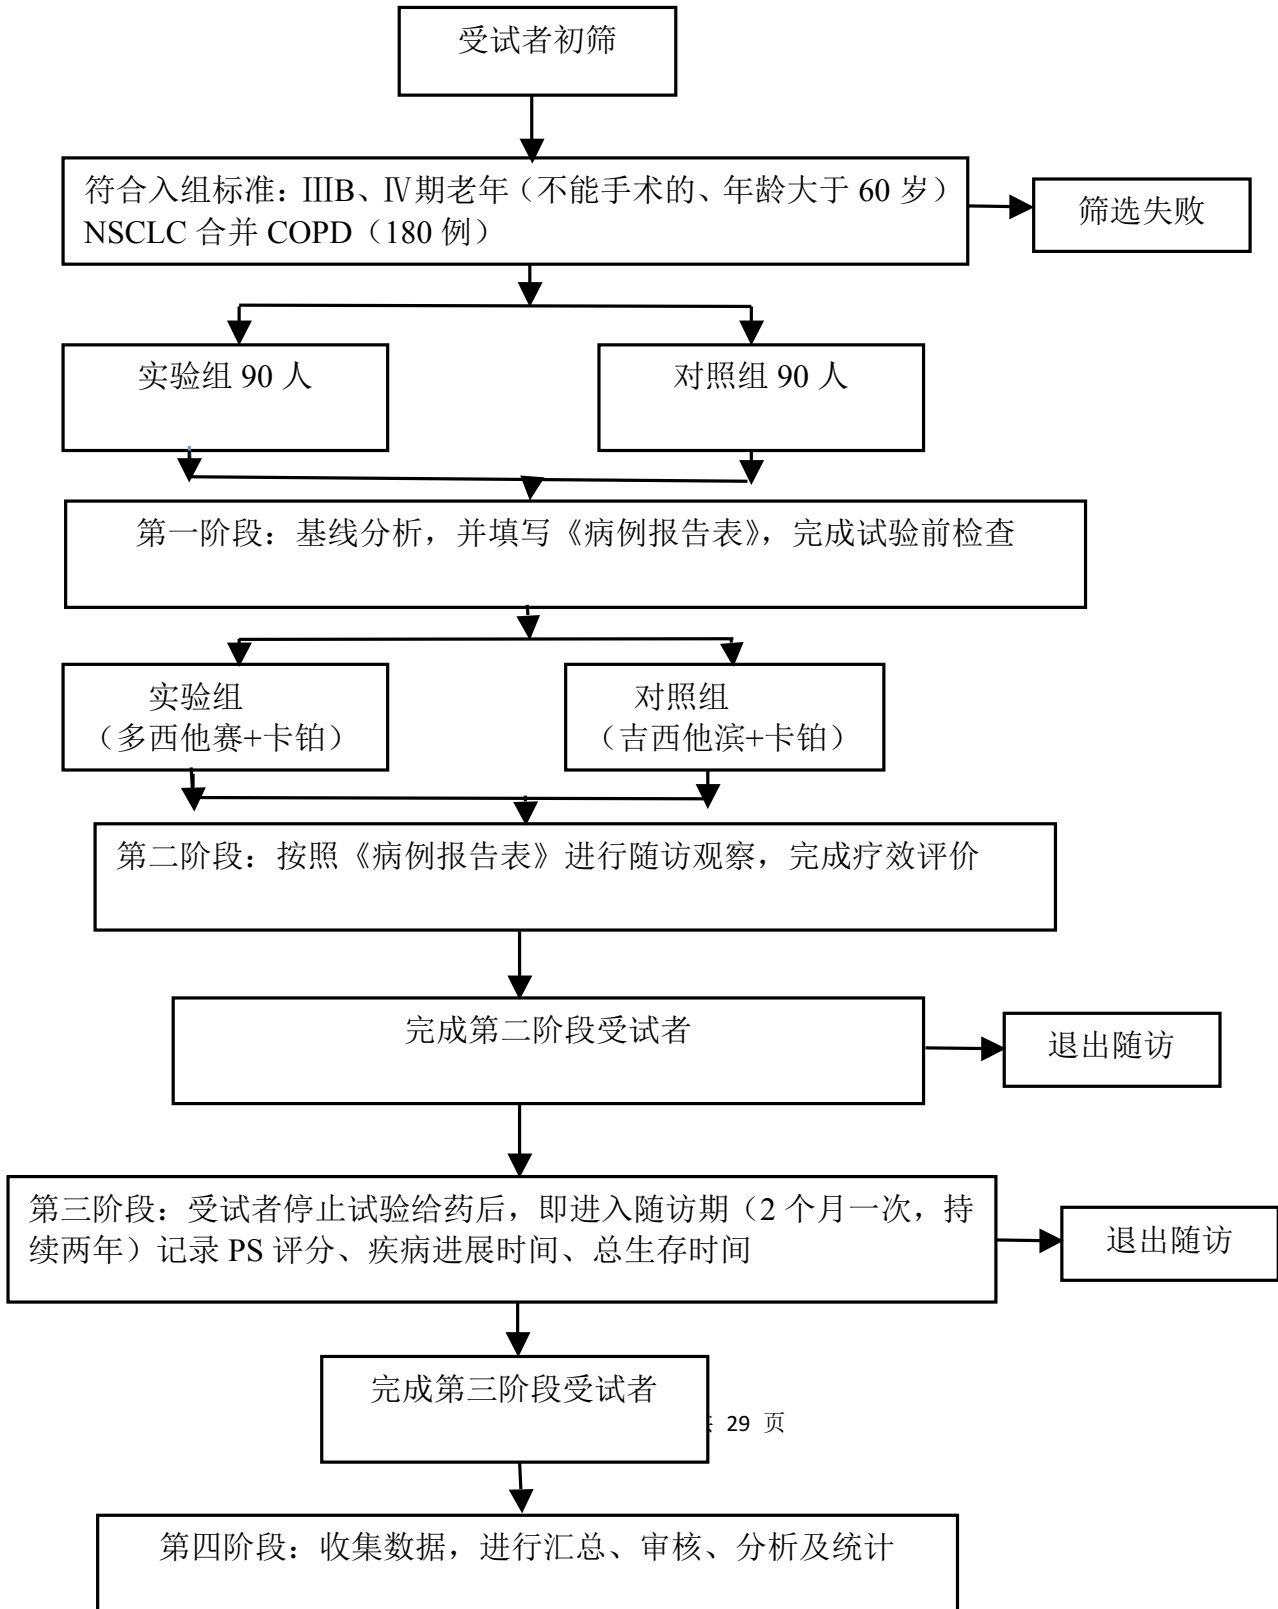 受试者初筛
符合入组标准：ⅢB、Ⅳ期老年（不能手术的、年龄大于 60 岁）
NSCLC 合并 COPD（180 例）
筛选失败
实验组 90 人
对照组 90 人
第一阶段：基线分析，并填写《病例报告表》，完成试验前检查
实验组
（多西他赛+卡铂）
对照组
（吉西他滨+卡铂）
第二阶段：按照《病例报告表》进行随访观察，完成疗效评价
完成第二阶段受试者
退出随访
第三阶段：受试者停止试验给药后，即进入随访期（2 个月一次，持
续两年）记录 PS 评分、疾病进展时间、总生存时间
退出随访
完成第三阶段受试者
29 页
第四阶段：收集数据，进行汇总、审核、分析及统计